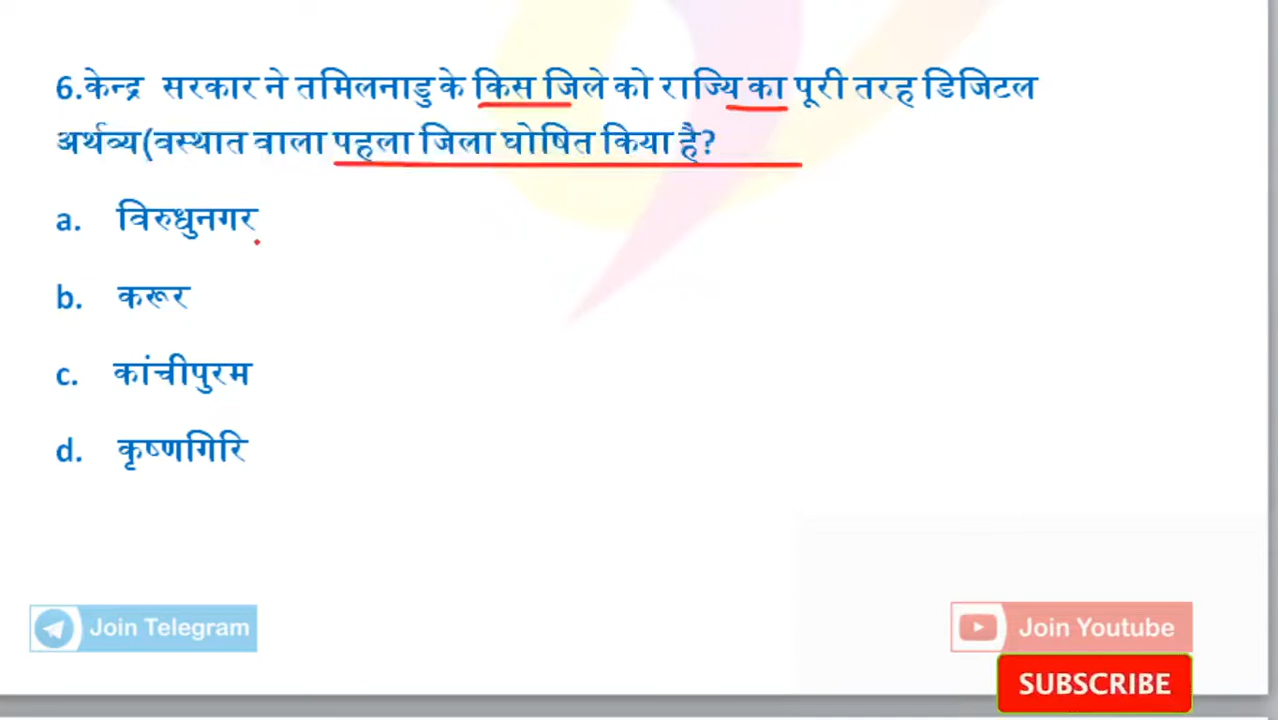 6.केन्द्र सरकार ने तमिलनाडु के किस जिले को राज्यि का पूरी तरह डिजिटल
अर्थव्य(वस्थात वाला पहला जिला घोषित किया है?
a. विरुधुनगर
b. करूर
c. कांचीपुरम
d. कृष्णगिरि
Join Telegram
Join Youtube
SUBSCRIBE